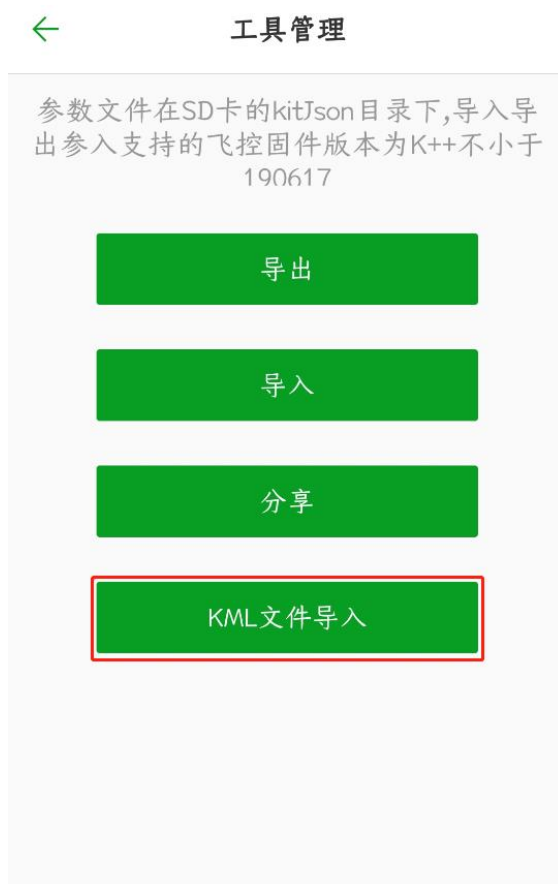 工具管理
参数文件在SD卡的kitJson目录下,导入导
出参入支持的飞控固件版本为K++不小于
190617
导出
导入
分享
KML文件导入